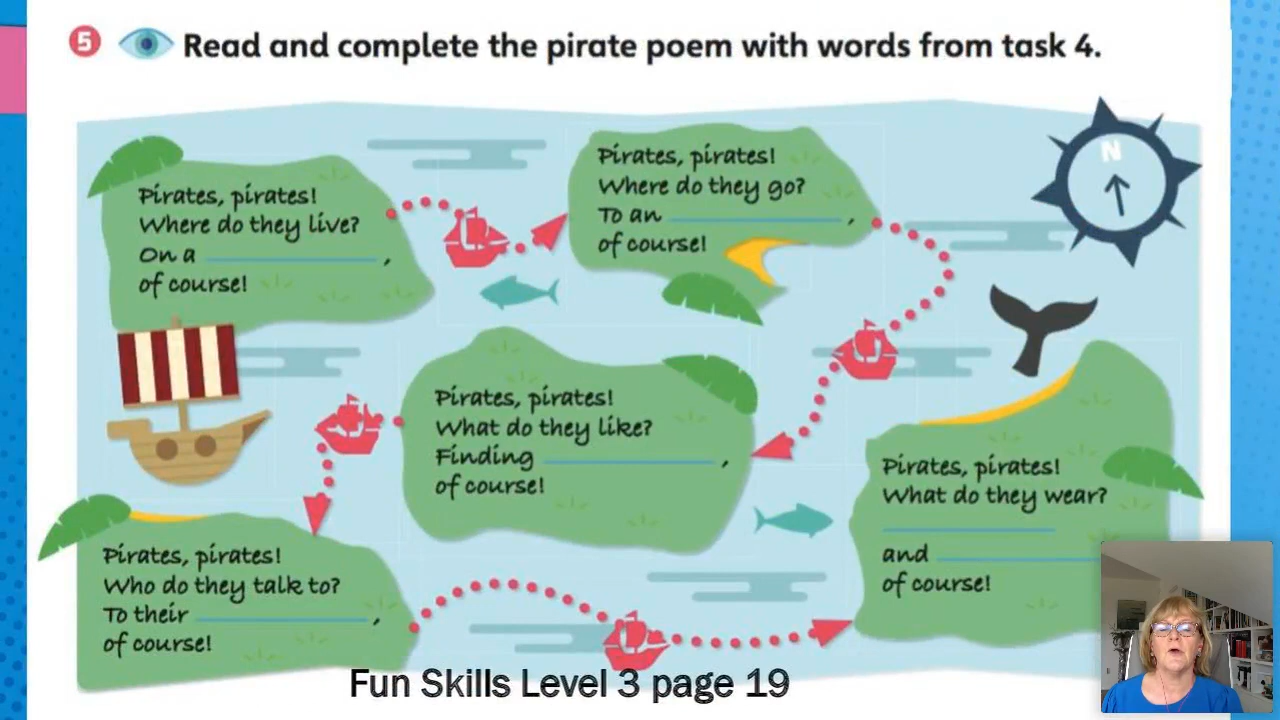 5 Read and complete the pirate poem with words from task 4.
Pirates, pirates!
Where do they live?
On a ,
of course!
Pirates, pirates!
Where do they go?
To an ,
of course!
N
Pirates, pirates!
What do they like?
Finding ,
of course!
Pirates, pirates!
Who do they talk to?
To their ,
of course!
Pirates, pirates!
What do they wear?
and
of course!
Fun Skills Level 3 page 19